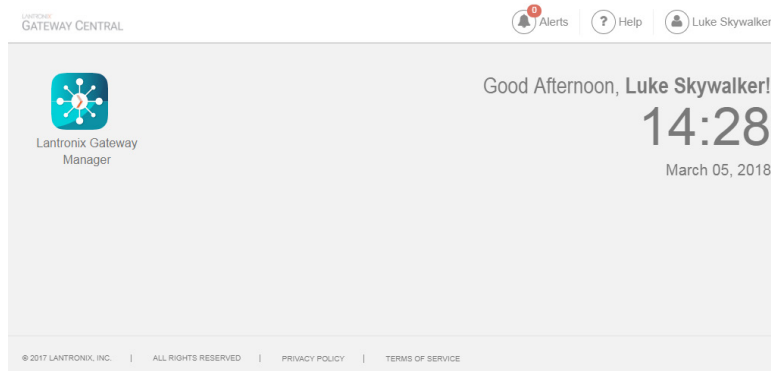 LANTRONIX
GATEWAY CENTRAL
0
Alerts
?
Help
Luke Skywalker
Lantronix Gateway
Manager
Good Afternoon, Luke Skywalker!
14:28
March 05, 2018
© 2017 LANTRONIX, INC. | ALL RIGHTS RESERVED | PRIVACY POLICY | TERMS OF SERVICE